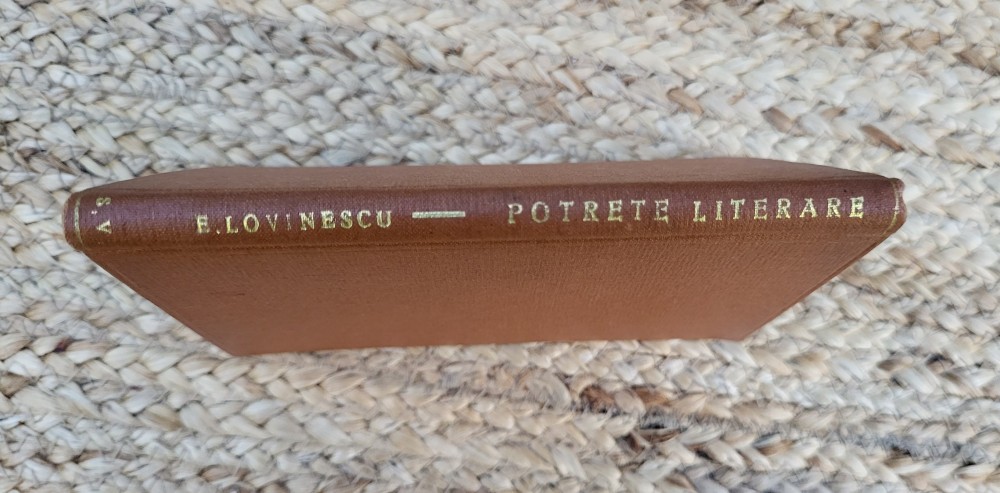 A's
E. LOVINESCU — POTRETE LITERARE